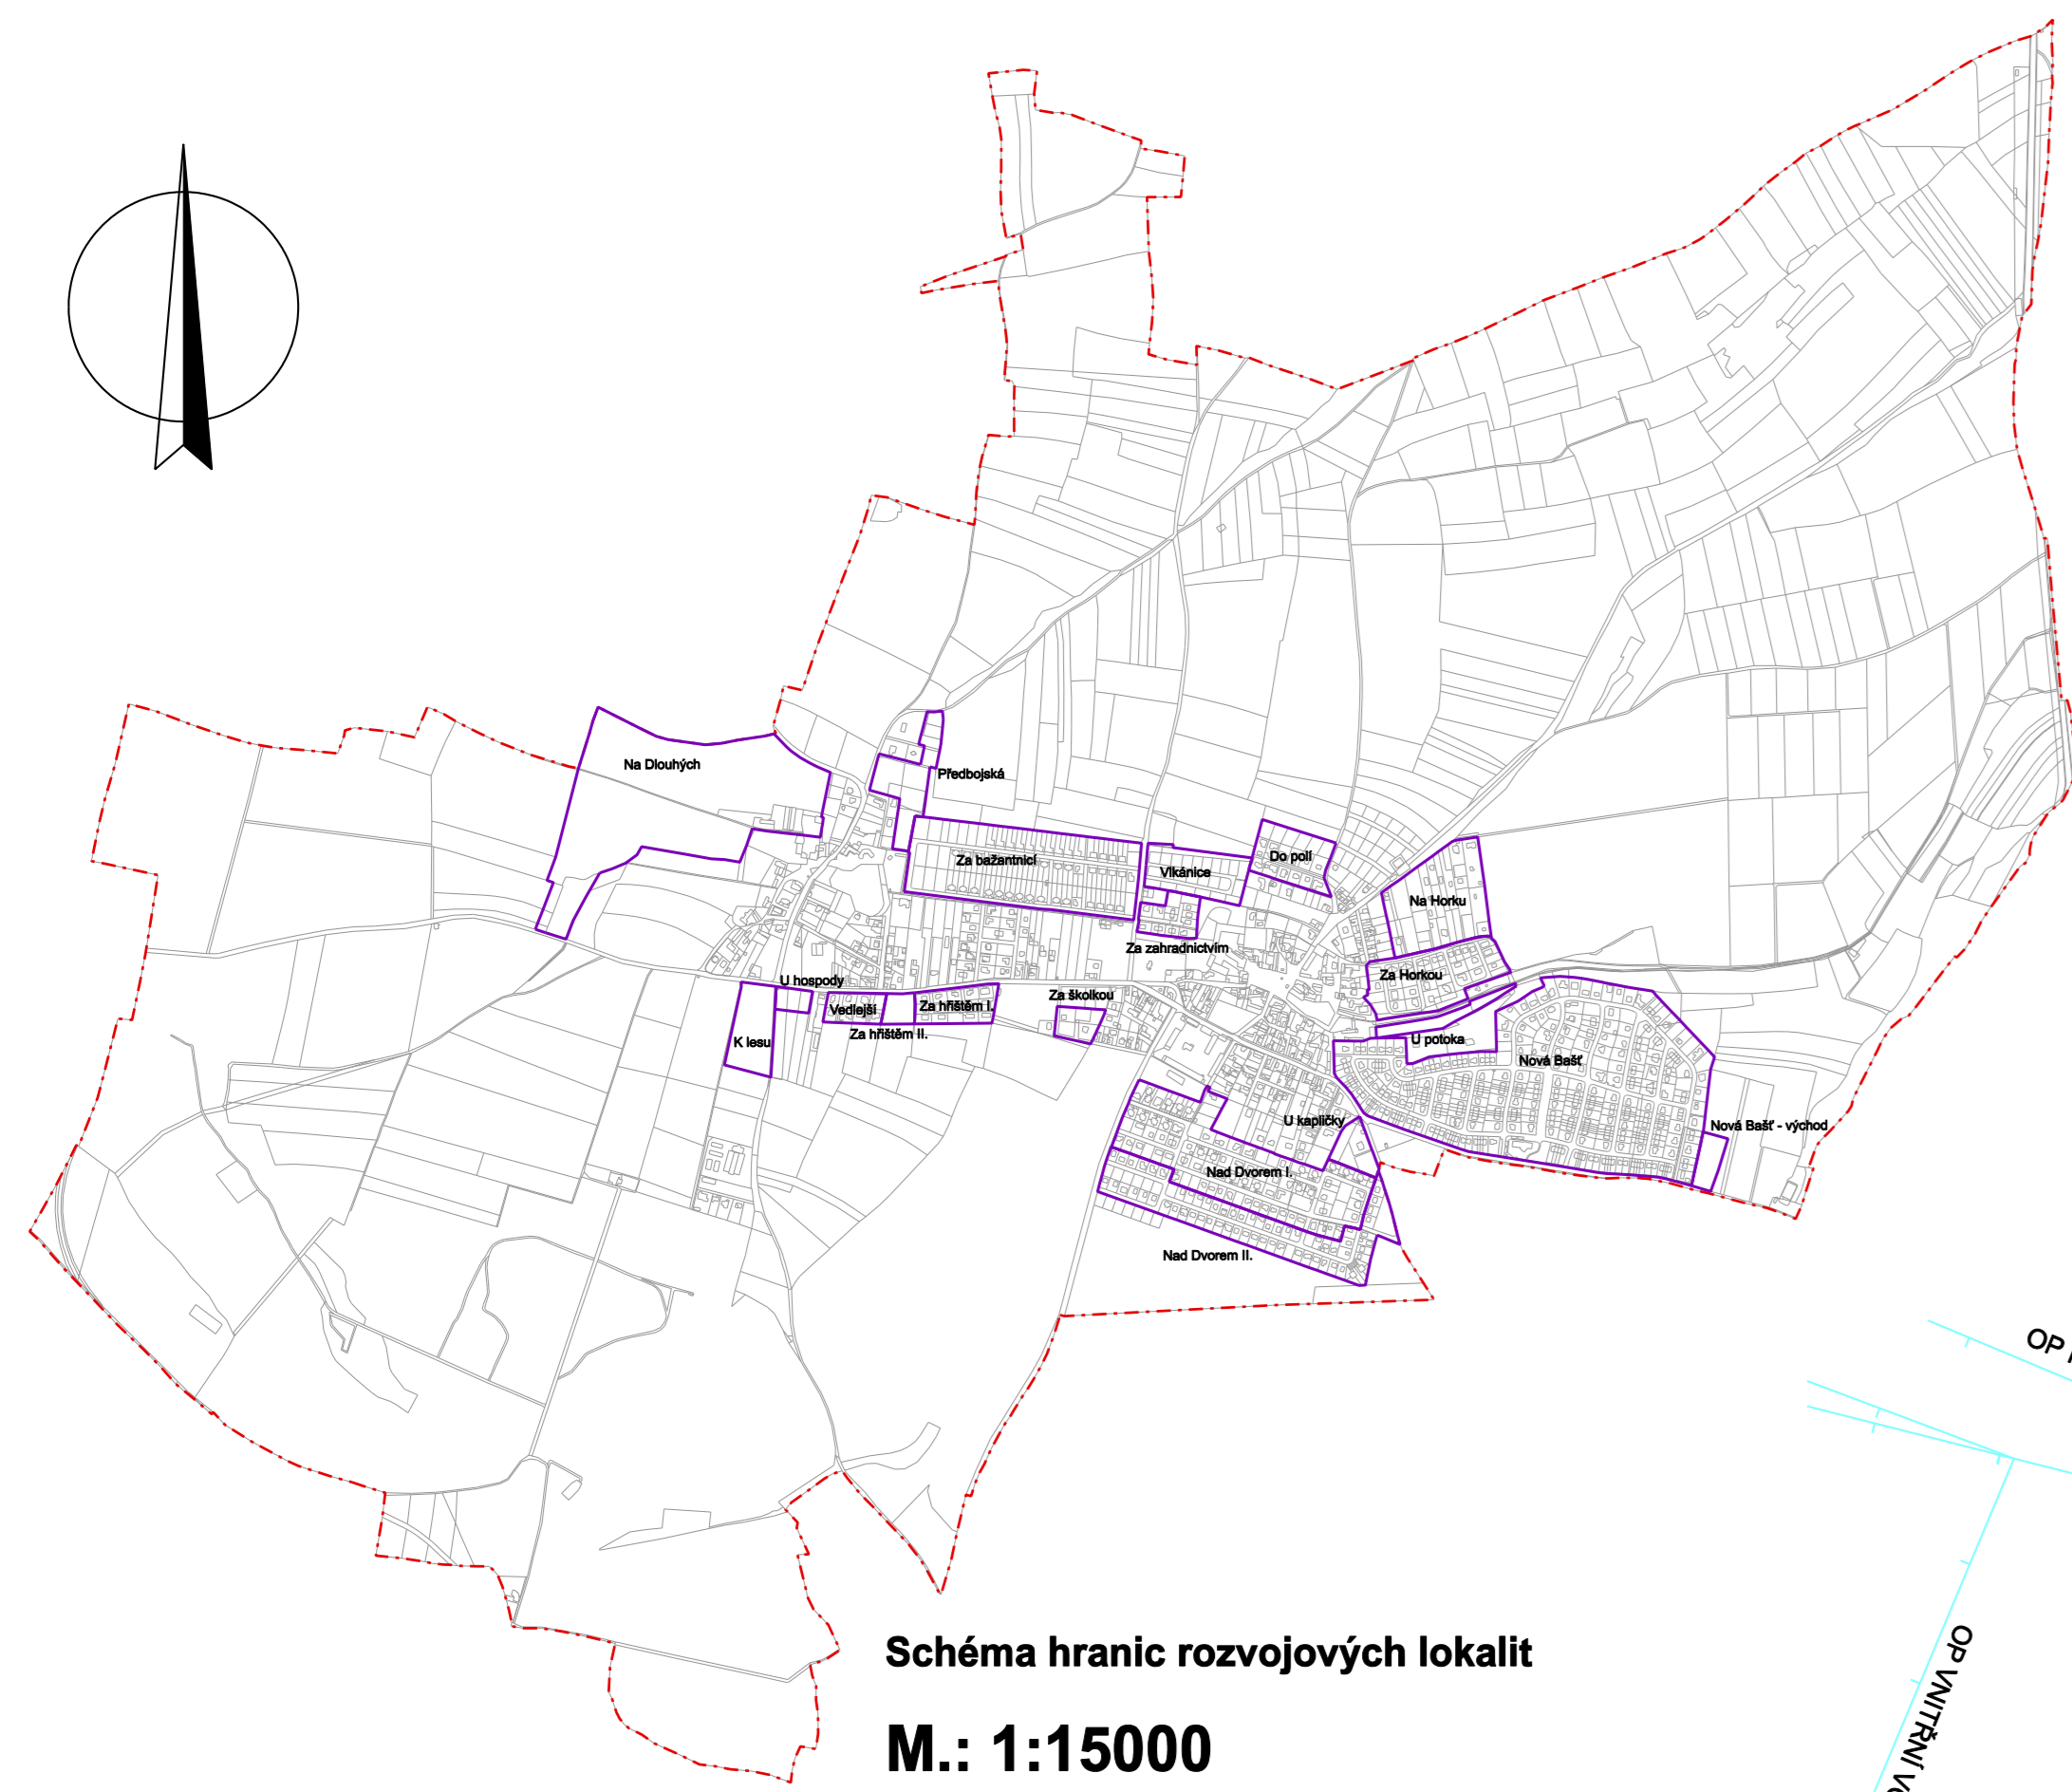 Na Dlouhých
Předbojská
Za bažantnicí
Vlkánice
Do polí
Na Horku
Za zahradnictvím
Za Horkou
U hospody
Za školkou
Vedlejší
Za hřištěm I.
Za hřištěm II.
K lesu
U potoka
Nová Bašť
U kapličky
Nová Bašť - východ
Nad Dvorem I.
Nad Dvorem II.
OP
OP VNITŘNÍ
Schéma hranic rozvojových lokalit
M.: 1:15000